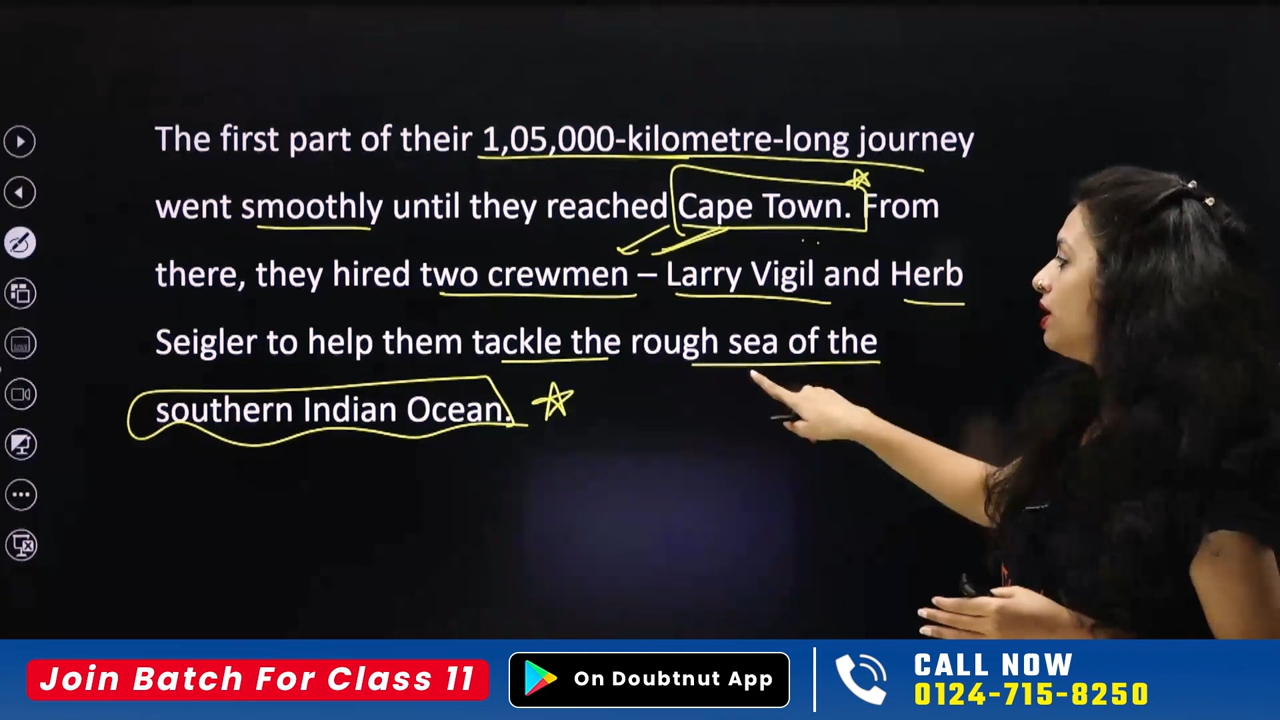 The first part of their 1,05,000-kilometre-long journey
went smoothly until they reached Cape Town. From
there, they hired two crewmen – Larry Vigil and Herb
Seigler to help them tackle the rough sea of the
southern Indian Ocean.
Join Batch For Class 11
On Doubtnut App
CALL NOW
0124-715-8250